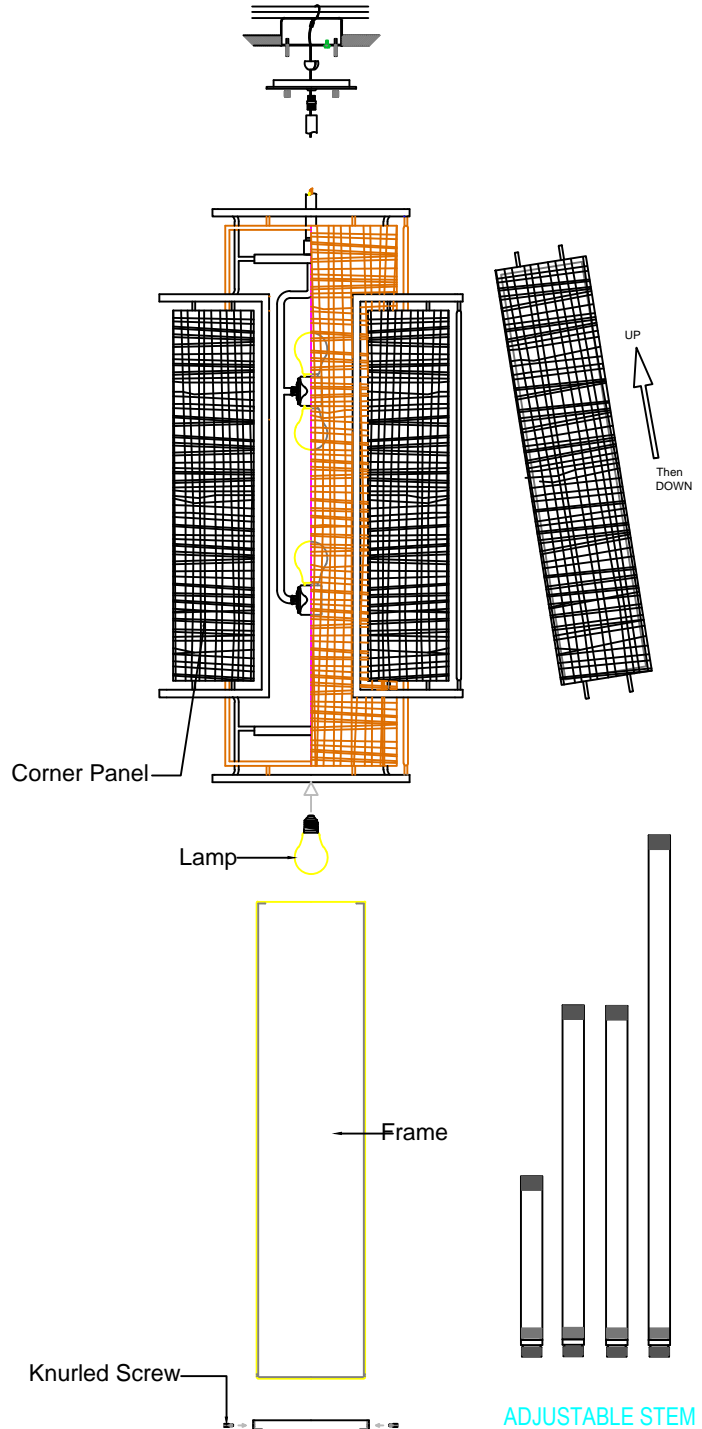 UP
Then
DOWN
Corner Panel
Lamp
Frame
Knurled Screw
ADJUSTABLE STEM